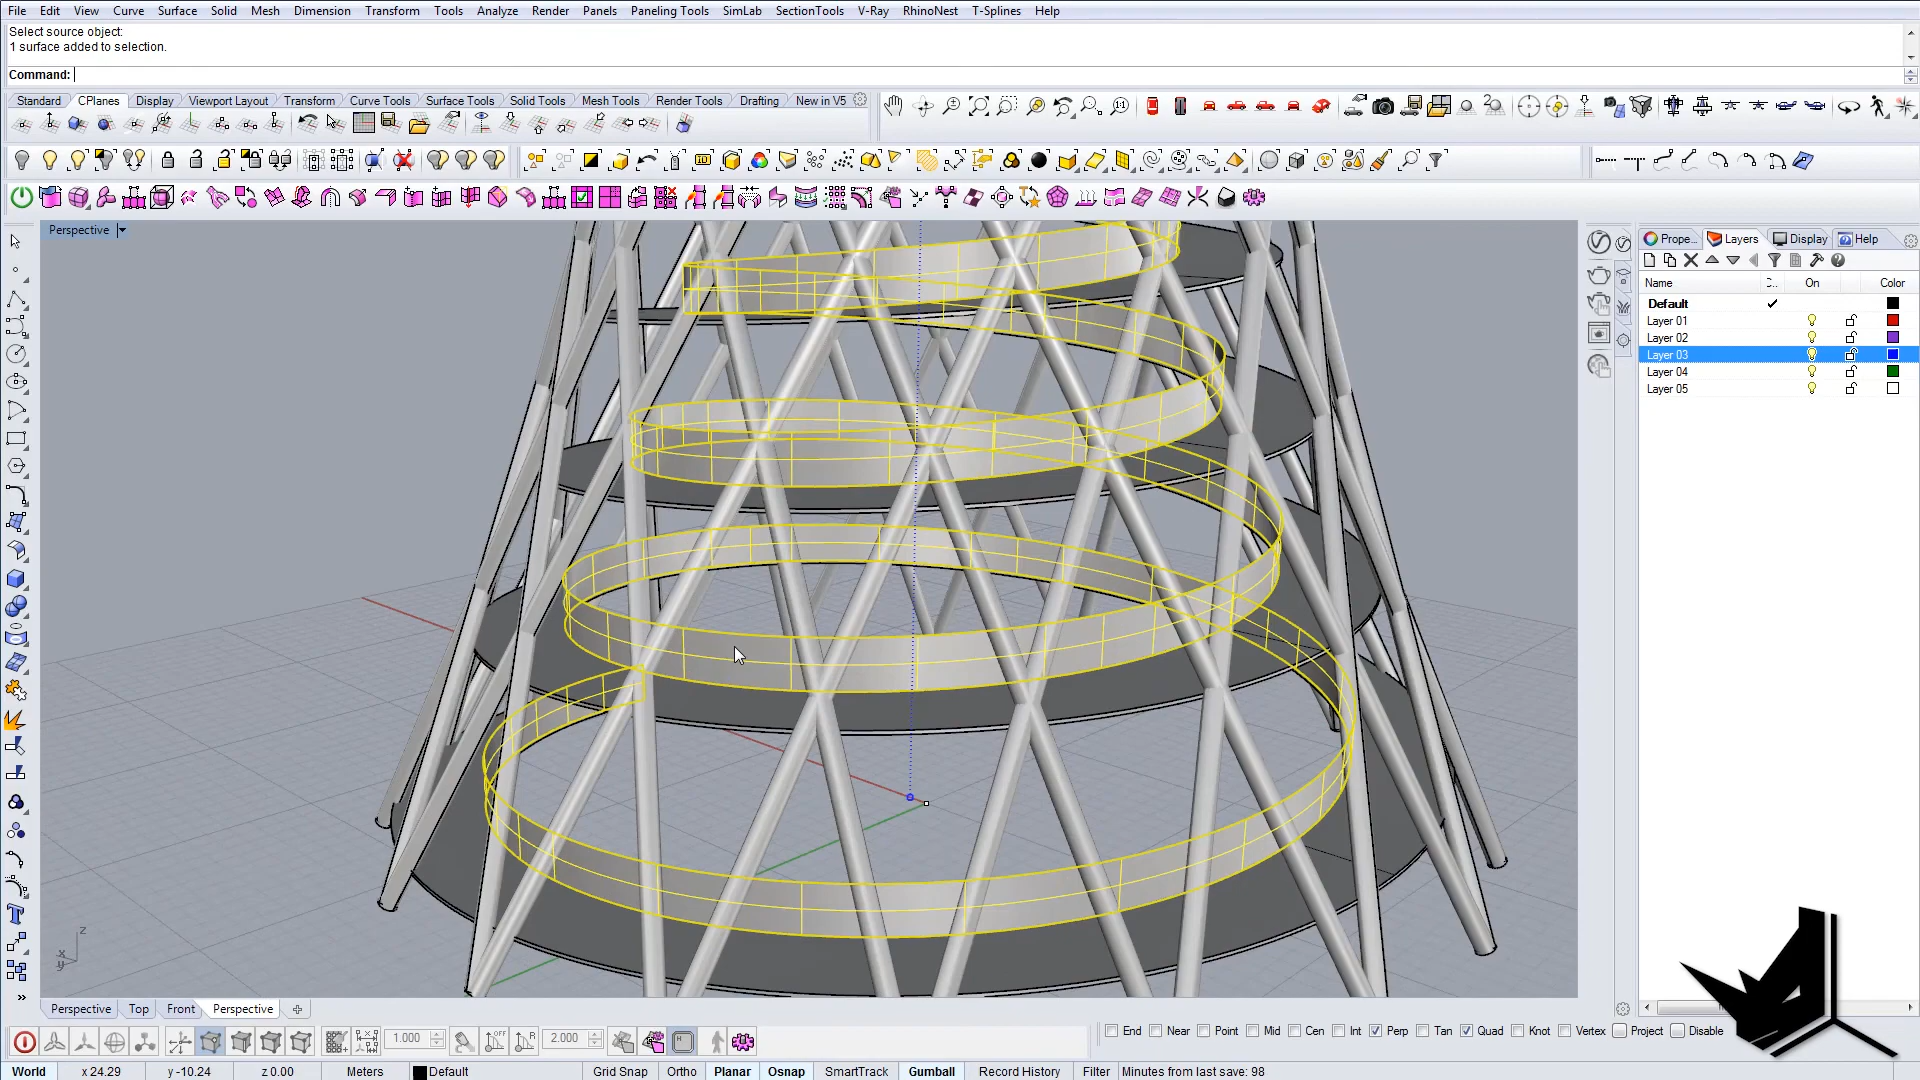 File Edit View Curve Surface Solid Mesh Dimension Transform Tools Analyze Render Panels Paneling Tools SimLab SectionTools V-Ray RhinoNest T-Splines Help
Select source object:
1 surface added to selection.
Command:
Standard CPlanes Display Viewport Layout Transform Curve Tools Surface Tools Solid Tools Mesh Tools Render Tools Drafting New in V5
Perspective
Prope... Layers Display Help
Name On Color
Default
Layer 01
Layer 02
Layer 03
Layer 04
Layer 05
z
x
y
Perspective Top Front Perspective
1.000 2.000
End Near Point Mid Cen Int Perp Tan Quad Knot Vertex Project Disable
World x 24.29 y -10.24 z 0.00 Meters Default Grid Snap Ortho Planar Osnap SmartTrack Gumball Record History Filter Minutes from last save: 98